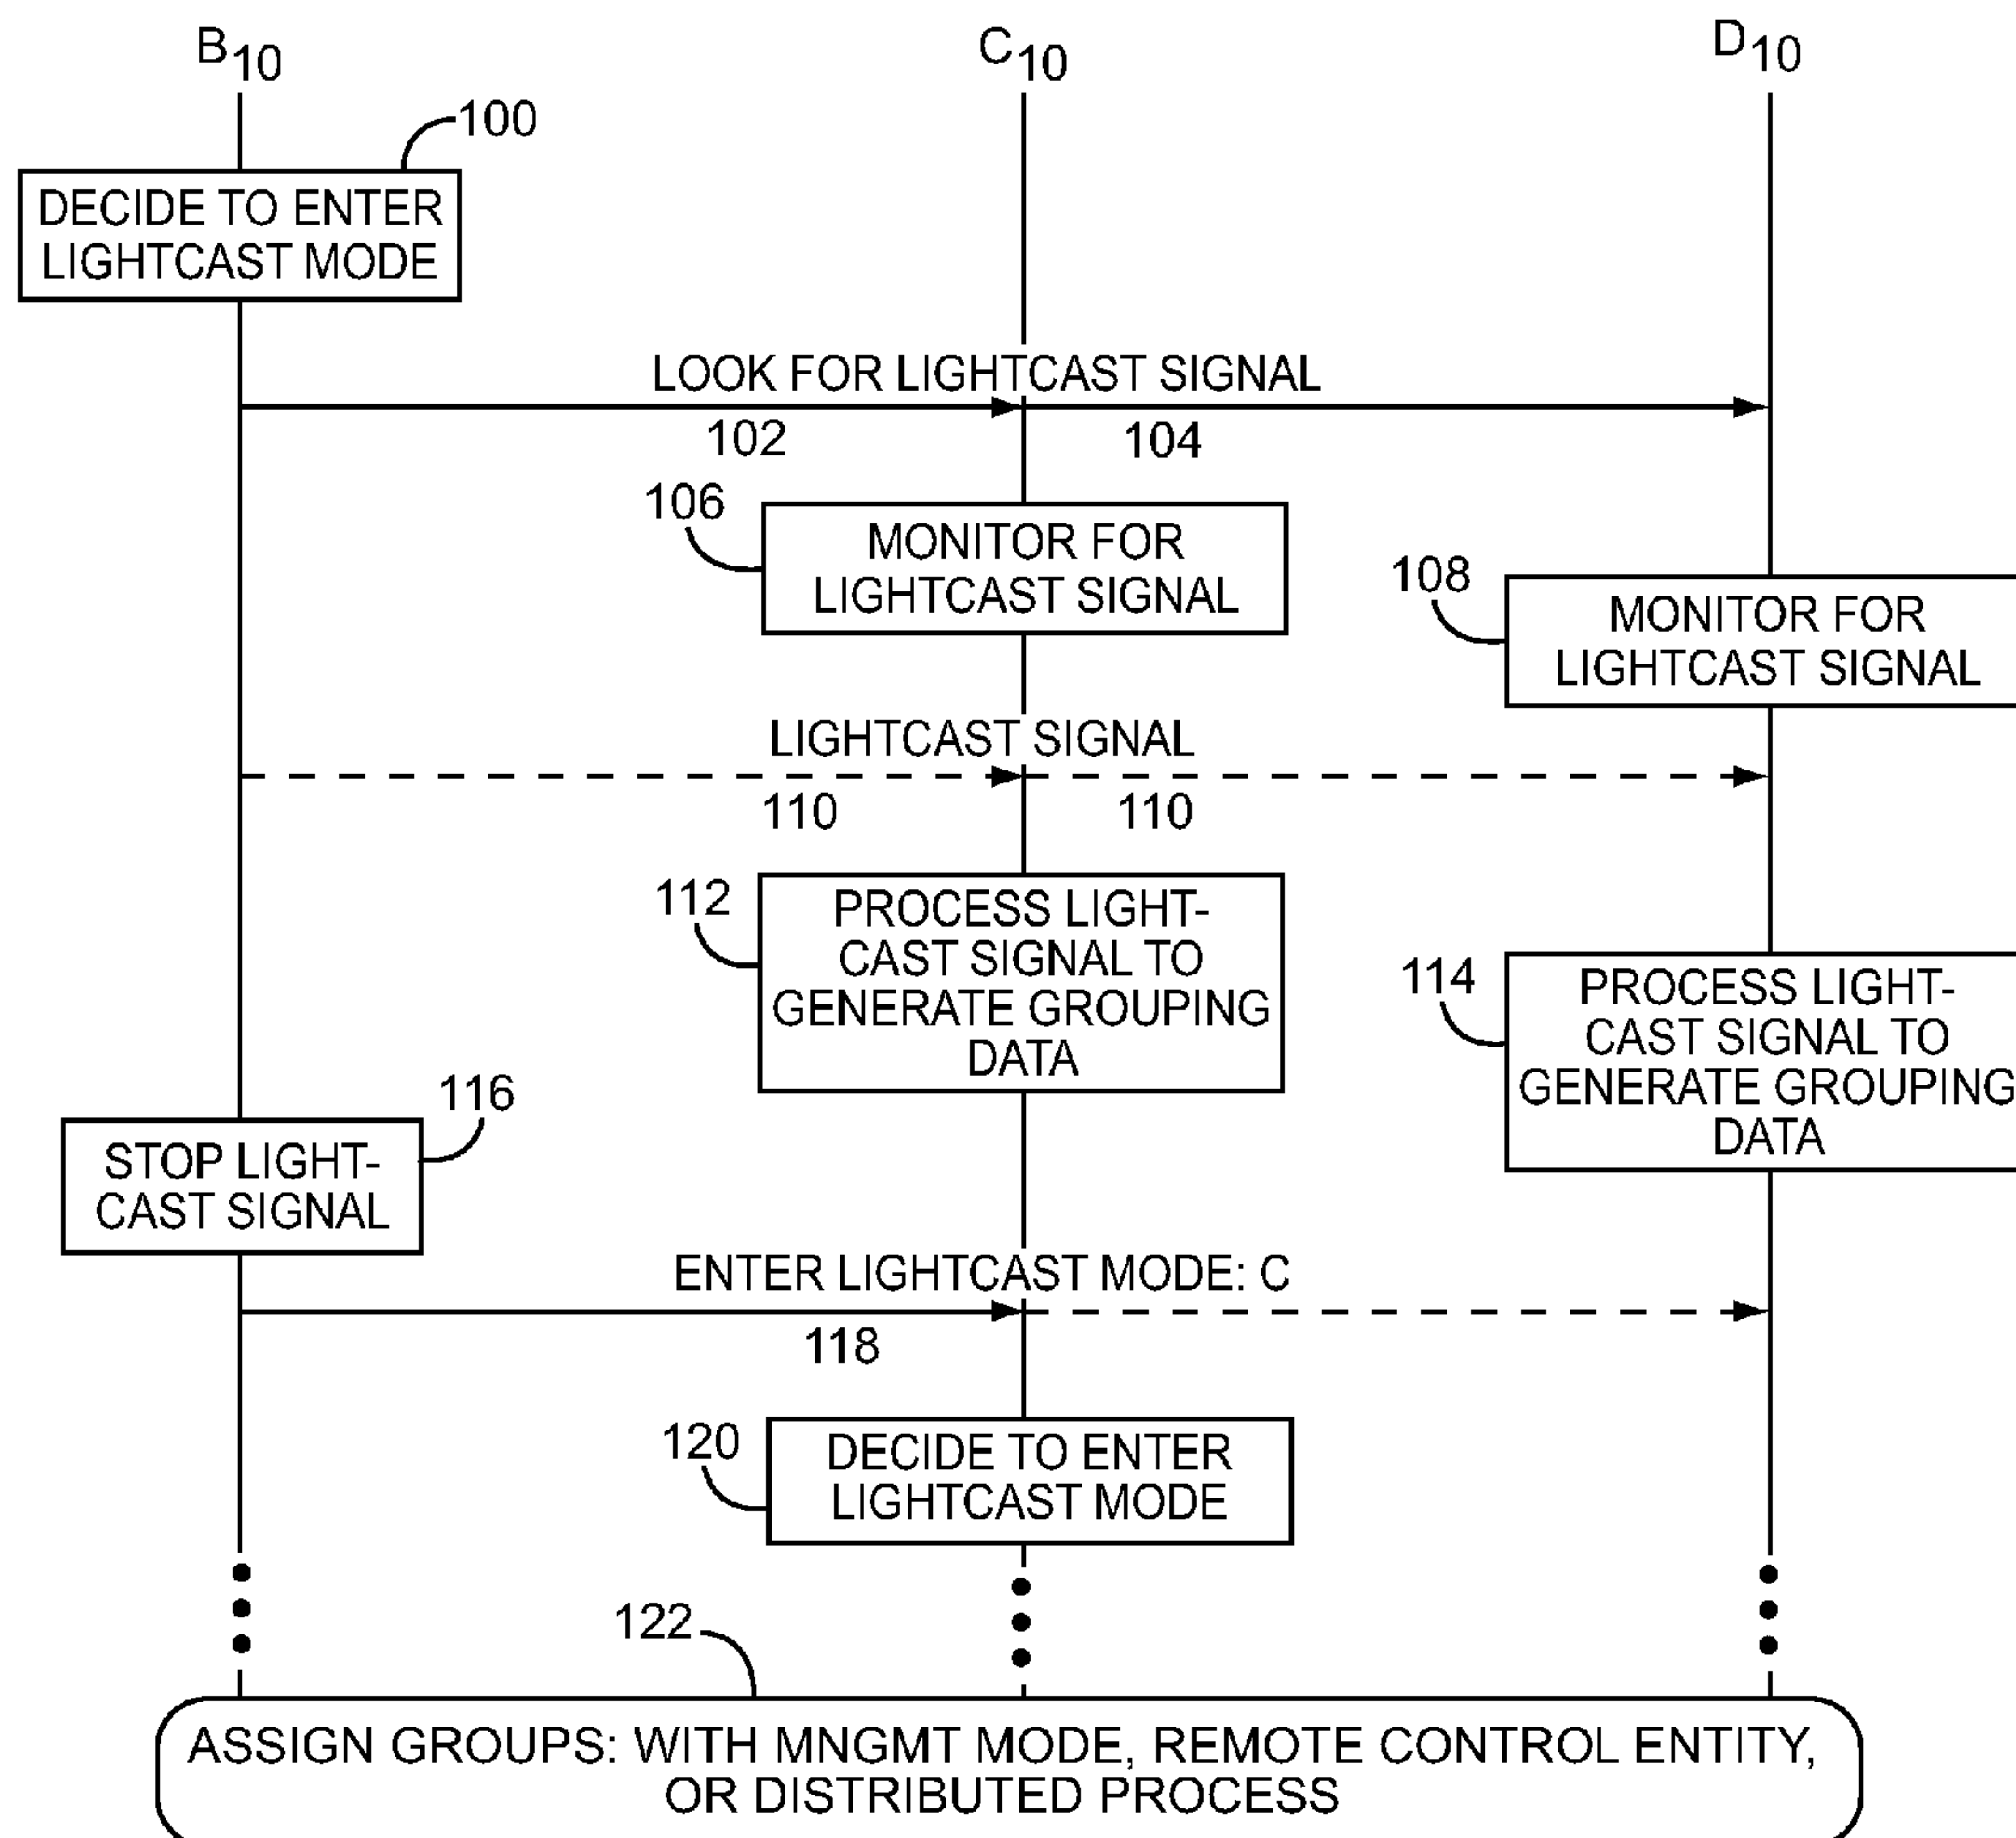 B10
C10
D10
100
DECIDE TO ENTER
LIGHTCAST MODE
LOOK FOR LIGHTCAST SIGNAL
102
104
106
MONITOR FOR
LIGHTCAST SIGNAL
108
MONITOR FOR
LIGHTCAST SIGNAL
LIGHTCAST SIGNAL
110
110
112
PROCESS LIGHT-
CAST SIGNAL TO
GENERATE GROUPING
DATA
114
PROCESS LIGHT-
CAST SIGNAL TO
GENERATE GROUPING
DATA
116
STOP LIGHT-
CAST SIGNAL
ENTER LIGHTCAST MODE: C
118
120
DECIDE TO ENTER
LIGHTCAST MODE
122
ASSIGN GROUPS: WITH MNGMT MODE, REMOTE CONTROL ENTITY,
OR DISTRIBUTED PROCESS